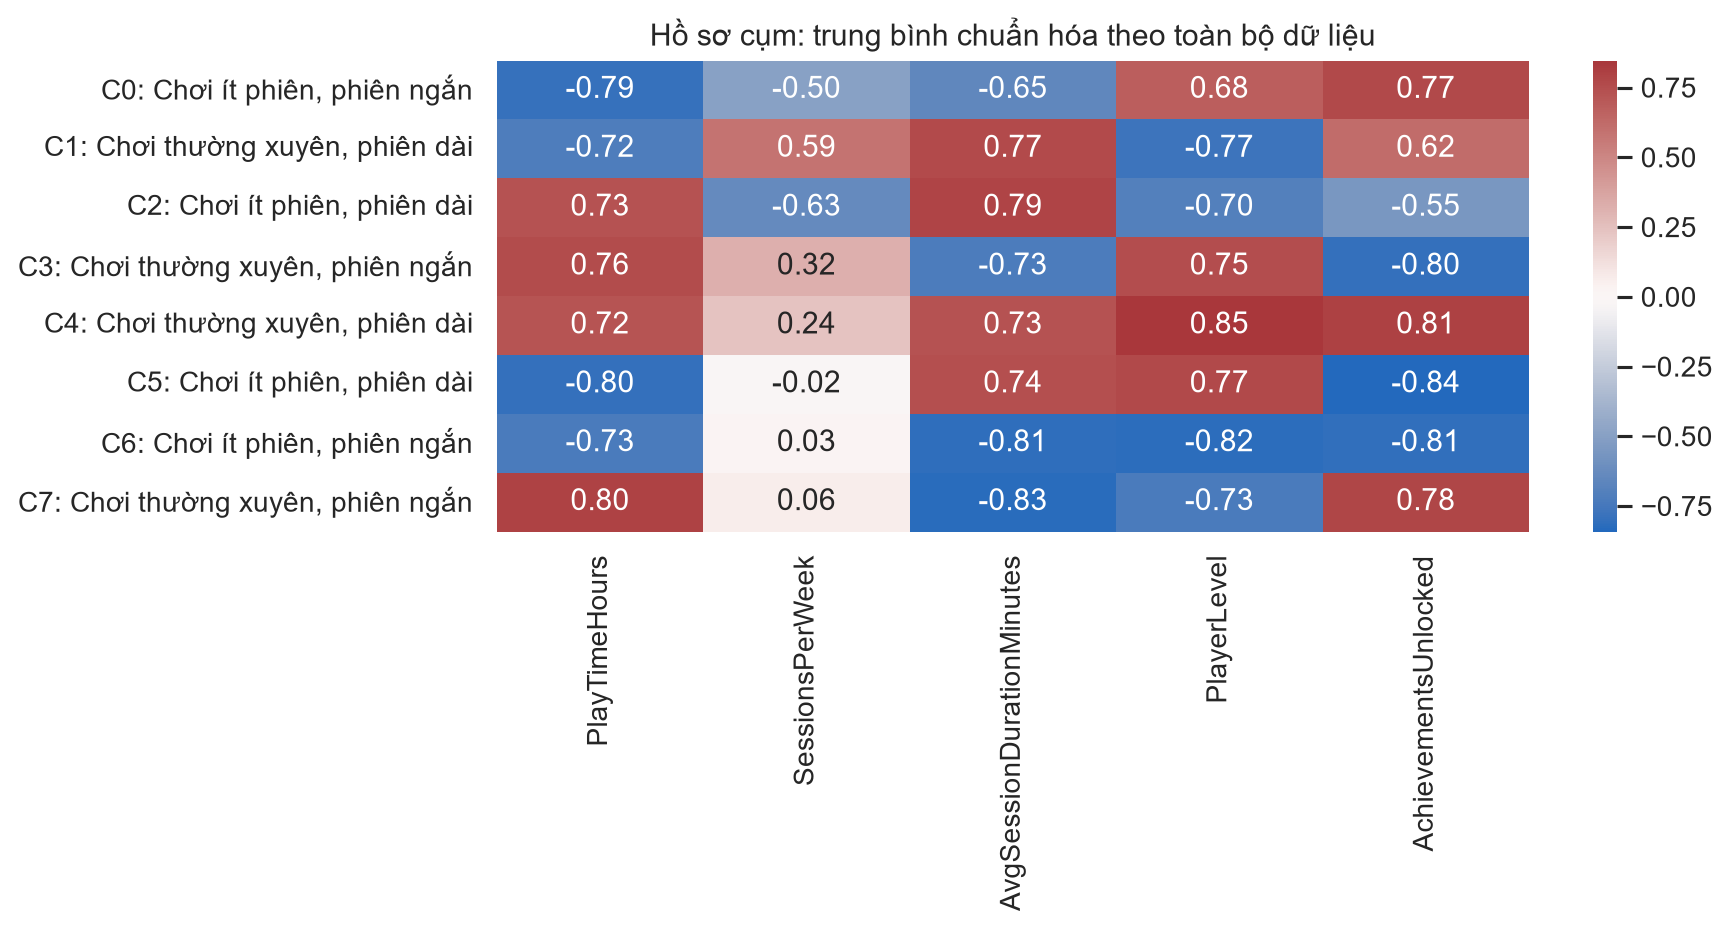 Hồ sơ cụm: trung bình chuẩn hóa theo toàn bộ dữ liệu
C0: Chơi ít phiên, phiên ngắn -0.79 -0.50 -0.65 0.68 0.77
C1: Chơi thường xuyên, phiên dài -0.72 0.59 0.77 -0.77 0.62
C2: Chơi ít phiên, phiên dài 0.73 -0.63 0.79 -0.70 -0.55
C3: Chơi thường xuyên, phiên ngắn 0.76 0.32 -0.73 0.75 -0.80
C4: Chơi thường xuyên, phiên dài 0.72 0.24 0.73 0.85 0.81
C5: Chơi ít phiên, phiên dài -0.80 -0.02 0.74 0.77 -0.84
C6: Chơi ít phiên, phiên ngắn -0.73 0.03 -0.81 -0.82 -0.81
C7: Chơi thường xuyên, phiên ngắn 0.80 0.06 -0.83 -0.73 0.78
PlayTimeHours
SessionsPerWeek
AvgSessionDurationMinutes
PlayerLevel
AchievementsUnlocked
0.75
0.50
0.25
0.00
−0.25
−0.50
−0.75